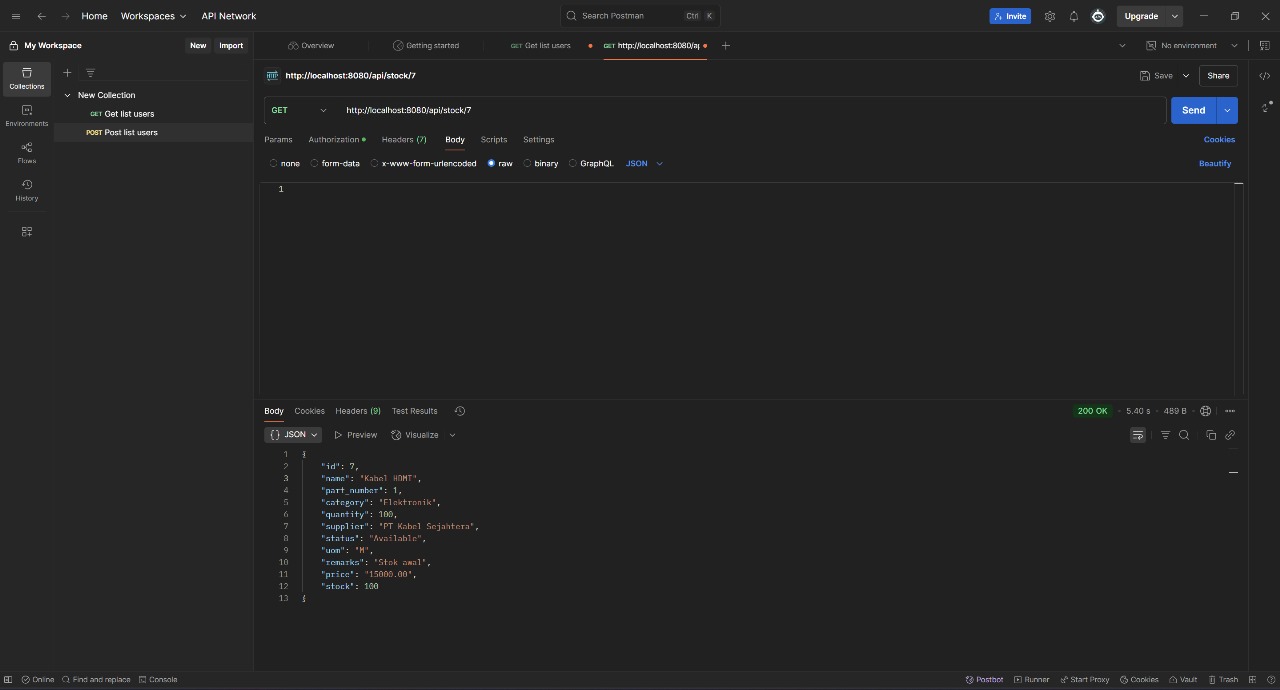 Home Workspaces API Network Search Postman Ctrl K Invite Upgrade
My Workspace New Import Overview Getting started GET Get list users GET http://localhost:8080/ap No environment
Collections
Environments
Flows
History
New Collection
GET Get list users
POST Post list users
HTTP http://localhost:8080/api/stock/7 Save Share
GET http://localhost:8080/api/stock/7 Send
Params Authorization Headers (7) Body Scripts Settings Cookies
none form-data x-www-form-urlencoded raw binary GraphQL JSON Beautify
1
Body Cookies Headers (9) Test Results 200 OK 5.40 s 489 B
{} JSON Preview Visualize
1 {
2 "id": 7,
3 "name": "Kabel HDMI",
4 "part_number": 1,
5 "category": "Elektronik",
6 "quantity": 100,
7 "supplier": "PT Kabel Sejahtera",
8 "status": "Available",
9 "uom": "M",
10 "remarks": "Stok awal",
11 "price": "15000.00",
12 "stock": 100
13 }
Online Find and replace Console Postbot Runner Start Proxy Cookies Vault Trash